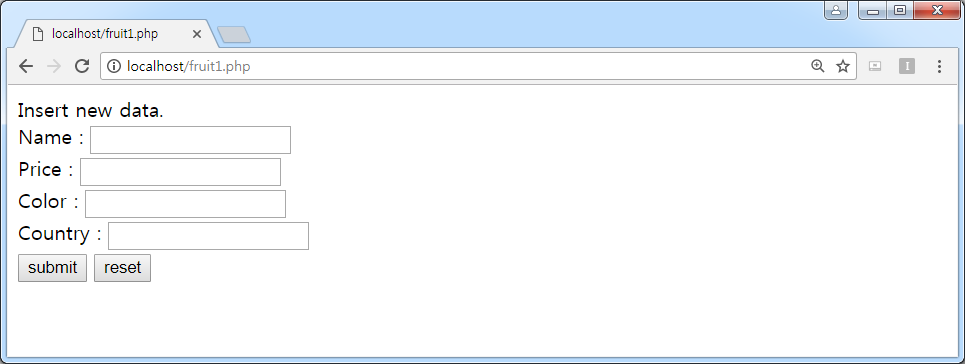 localhost/fruit1.php
localhost/fruit1.php
Insert new data.
Name :
Price :
Color :
Country :
submit reset